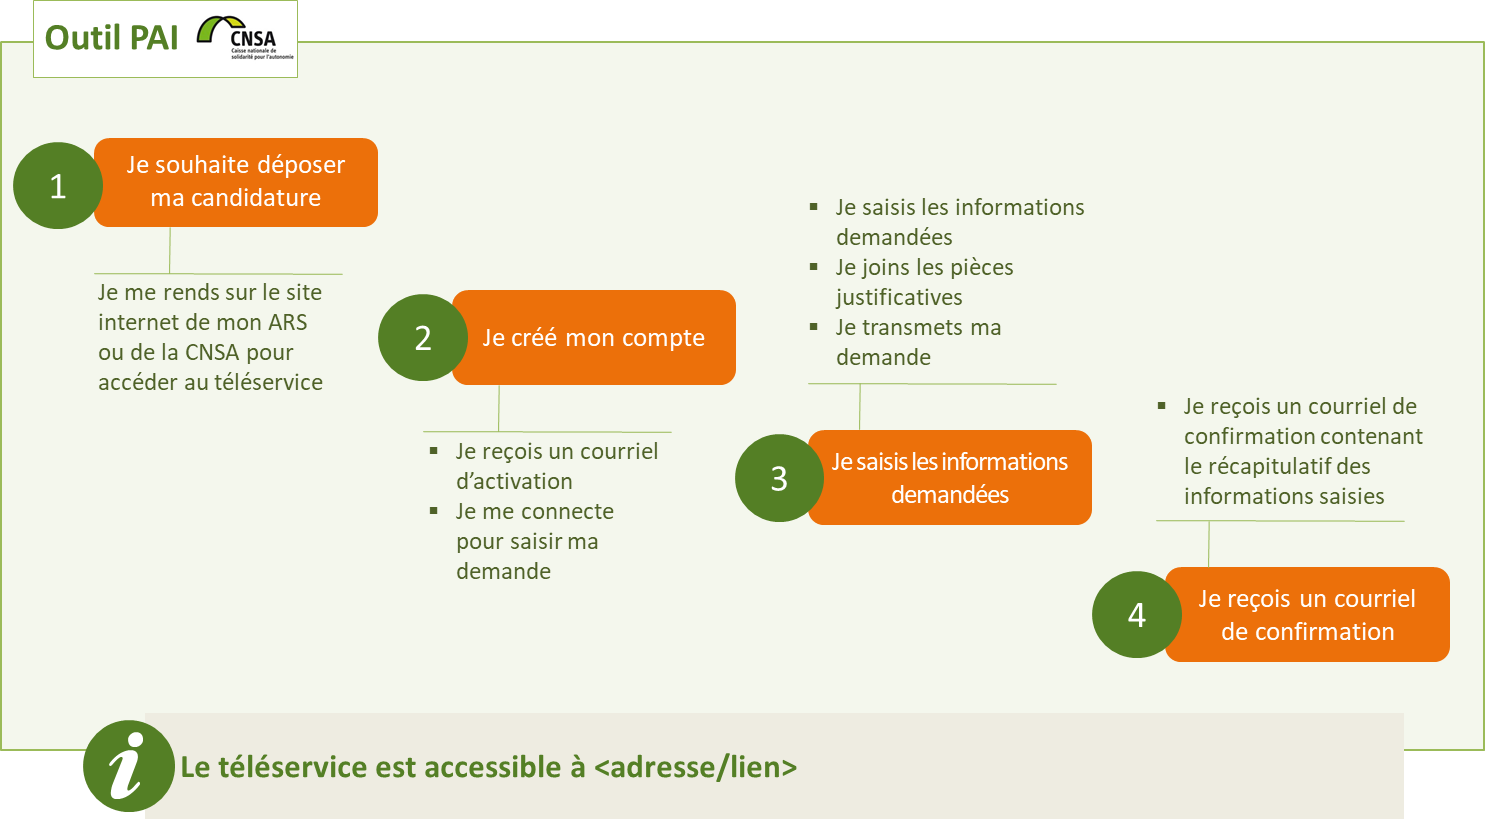 Outil PAI
CNSA
Caisse nationale de
solidarité pour l'autonomie
1
Je souhaite déposer
ma candidature
Je me rends sur le site
internet de mon ARS
ou de la CNSA pour
accéder au téléservice
2
Je créé mon compte
▪ Je reçois un courriel
d’activation
▪ Je me connecte
pour saisir ma
demande
▪ Je saisis les informations
demandées
▪ Je joins les pièces
justificatives
▪ Je transmets ma
demande
3
Je saisis les informations
demandées
▪ Je reçois un courriel de
confirmation contenant
le récapitulatif des
informations saisies
4
Je reçois un courriel
de confirmation
i
Le téléservice est accessible à <adresse/lien>